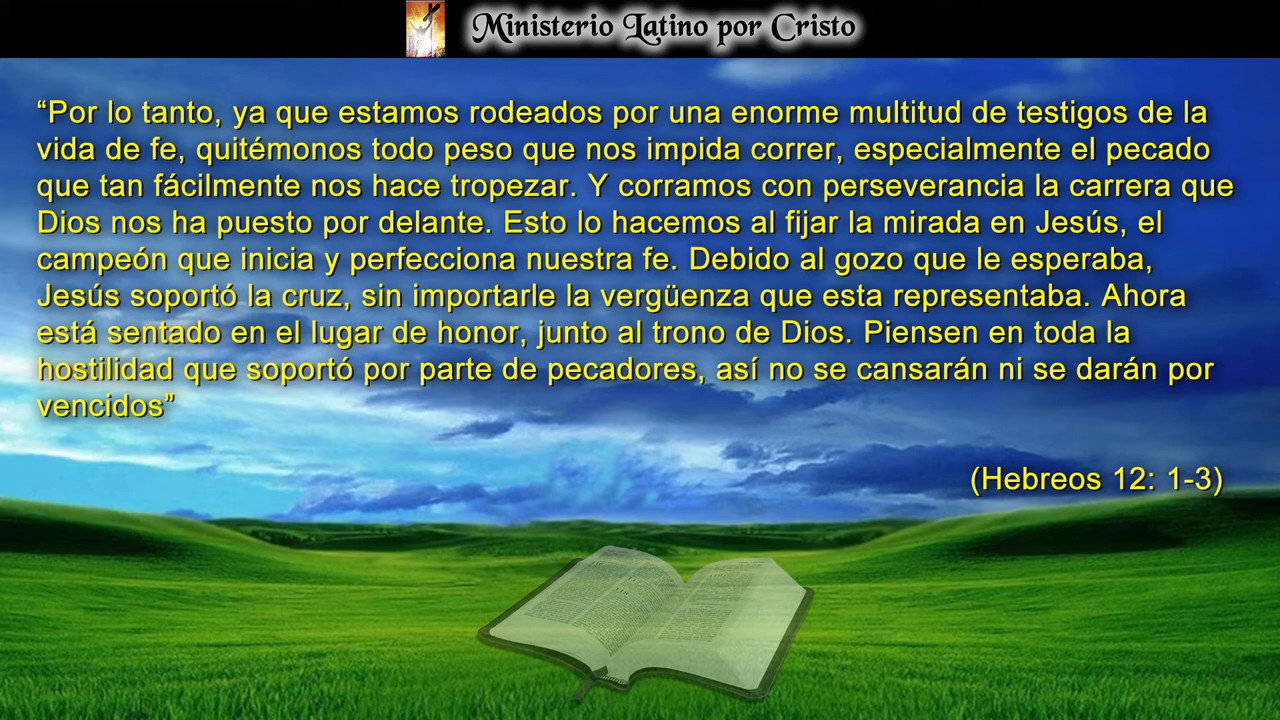 Ministerio Latino por Cristo
“Por lo tanto, ya que estamos rodeados por una enorme multitud de testigos de la
vida de fe, quitémonos todo peso que nos impida correr, especialmente el pecado
que tan fácilmente nos hace tropezar. Y corramos con perseverancia la carrera que
Dios nos ha puesto por delante. Esto lo hacemos al fijar la mirada en Jesús, el
campeón que inicia y perfecciona nuestra fe. Debido al gozo que le esperaba,
Jesús soportó la cruz, sin importarle la vergüenza que esta representaba. Ahora
está sentado en el lugar de honor, junto al trono de Dios. Piensen en toda la
hostilidad que soportó por parte de pecadores, así no se cansarán ni se darán por
vencidos”
(Hebreos 12: 1-3)